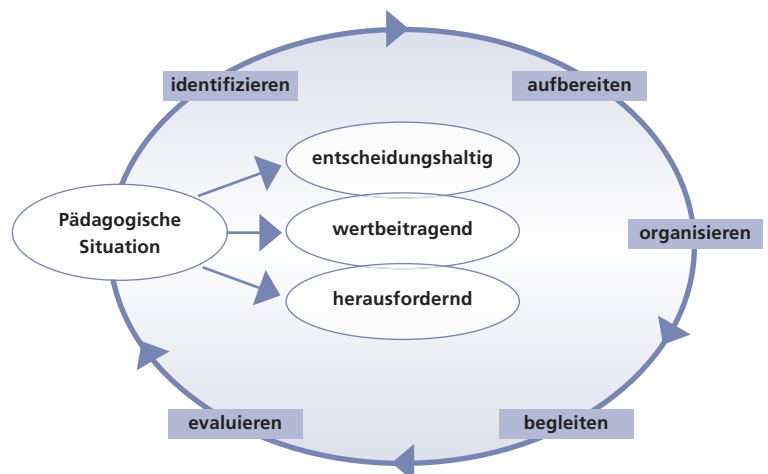 identifizieren
aufbereiten
entscheidungshaltig
Pädagogische
Situation
wertbeitragend
organisieren
herausfordernd
evaluieren
begleiten